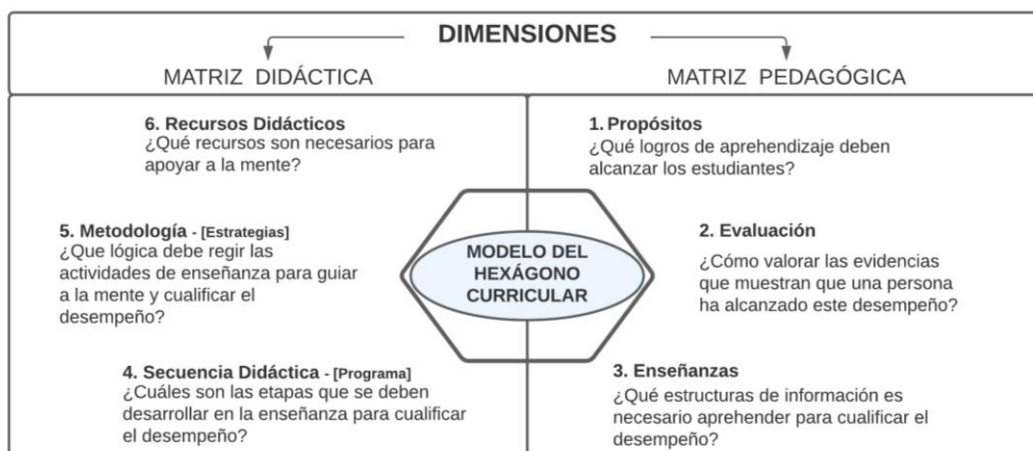 DIMENSIONES
MATRIZ DIDÁCTICA
MATRIZ PEDAGÓGICA
6. Recursos Didácticos
¿Qué recursos son necesarios para
apoyar a la mente?
5. Metodología - [Estrategias]
¿Que lógica debe regir las
actividades de enseñanza para guiar
a la mente y cualificar el
desempeño?
4. Secuencia Didáctica - [Programa]
¿Cuáles son las etapas que se deben
desarrollar en la enseñanza para cualificar
el desempeño?
MODELO DEL
HEXÁGONO
CURRICULAR
1. Propósitos
¿Qué logros de aprehendizaje deben
alcanzar los estudiantes?
2. Evaluación
¿Cómo valorar las evidencias
que muestran que una persona
ha alcanzado este desempeño?
3. Enseñanzas
¿Qué estructuras de información es
necesario aprehender para cualificar el
desempeño?